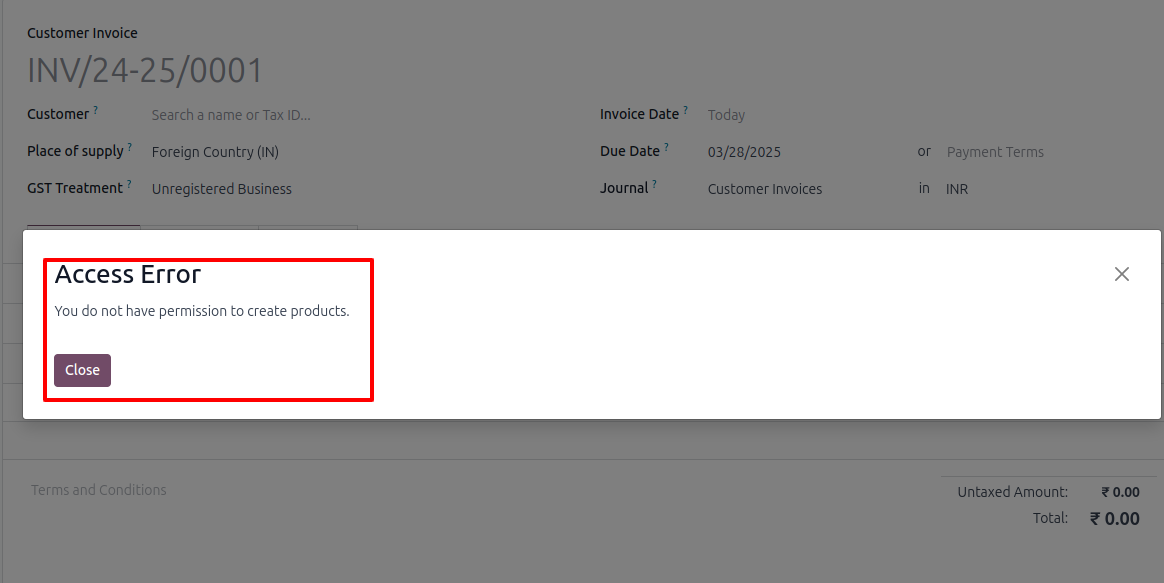 Customer Invoice
INV/24-25/0001
Customer ? Search a name or Tax ID... Invoice Date ? Today
Place of supply ? Foreign Country (IN) Due Date ? 03/28/2025 or Payment Terms
GST Treatment ? Unregistered Business Journal ? Customer Invoices in INR
Access Error
You do not have permission to create products.
Close
Terms and Conditions
Untaxed Amount: ₹ 0.00
Total: ₹ 0.00